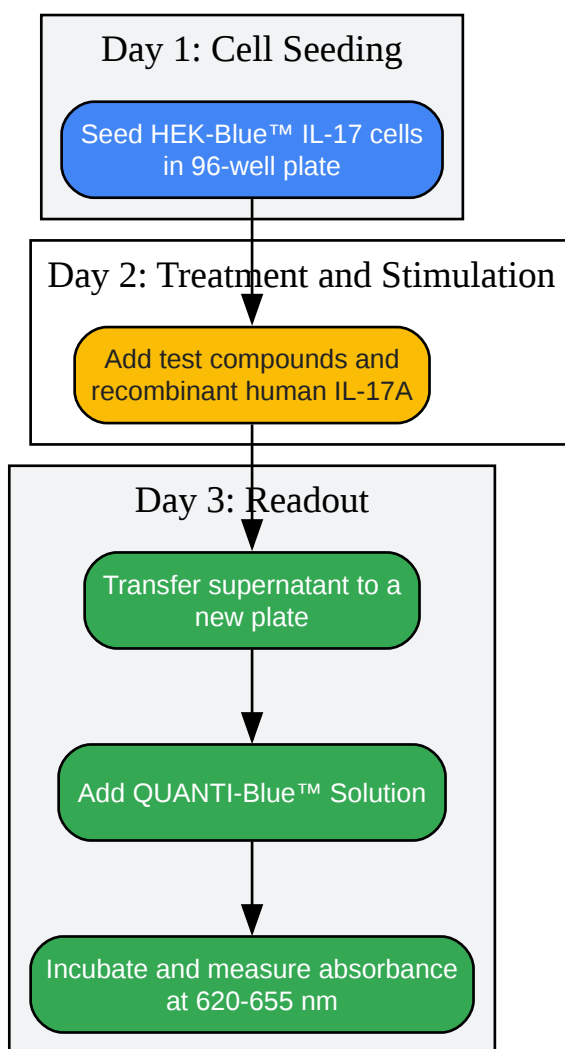 Day 1: Cell Seeding
Seed HEK-Blue™ IL-17 cells
in 96-well plate
Day 2: Treatment and Stimulation
Add test compounds and
recombinant human IL-17A
Day 3: Readout
Transfer supernatant to a
new plate
Add QUANTI-Blue™ Solution
Incubate and measure absorbance
at 620-655 nm